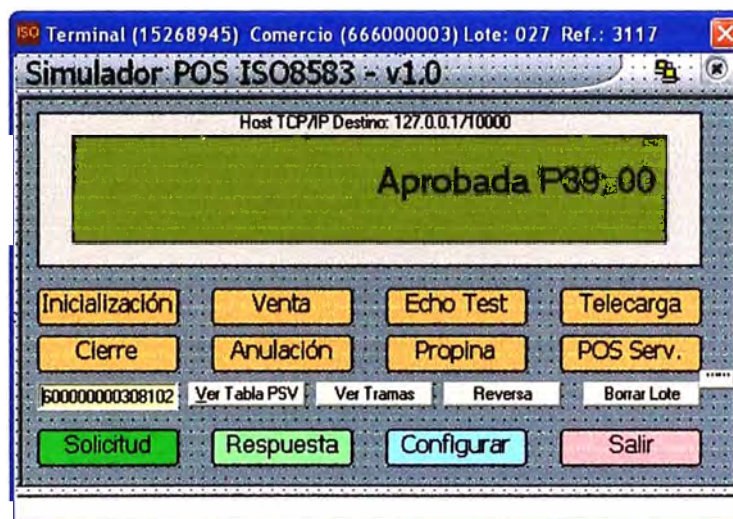 ISO Terminal (15268945) Comercio (666000003) Lote: 027 Ref.: 3117
Simulador POS ISO8583 - v1.0
Host TCP/IP Destino: 127.0.0.1/10000
Aprobada P39:00
Inicialización Venta Echo Test Telecarga
Cierre Anulación Propina POS Serv.
600000000308102 Ver Tabla PSV Ver Tramas Reversa Borrar Lote
Solicitud Respuesta Configurar Salir